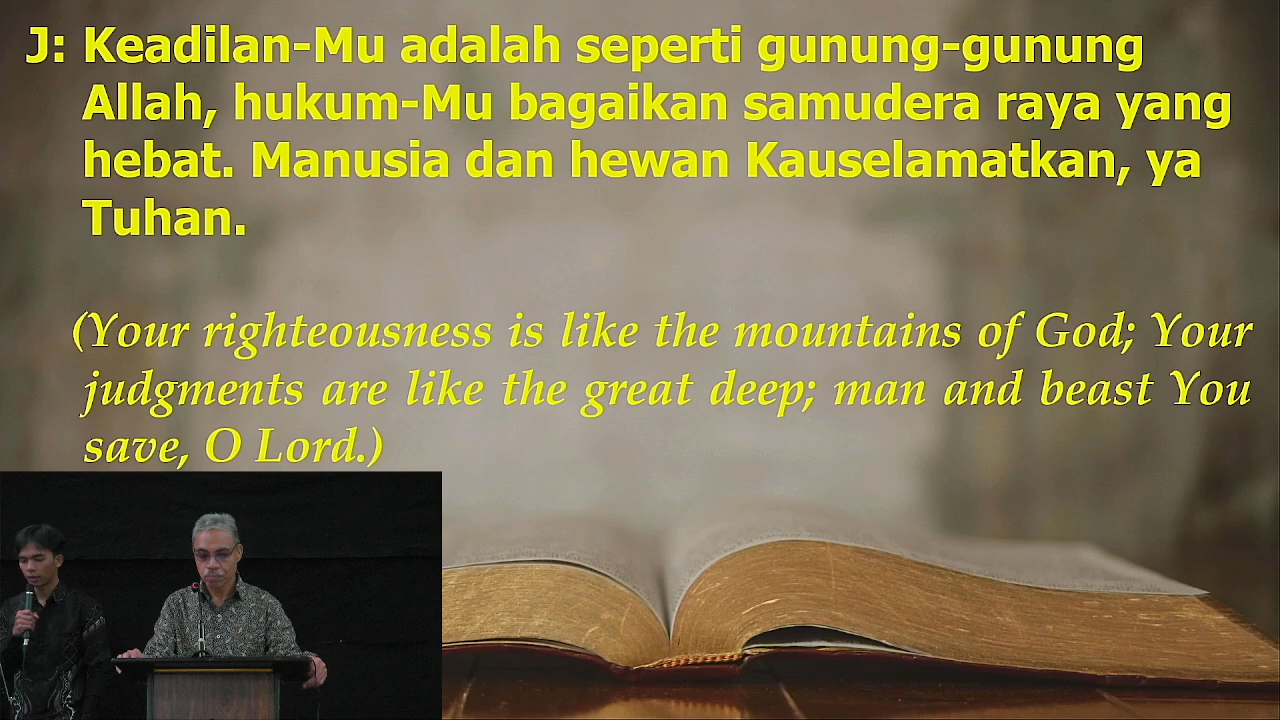 J: Keadilan-Mu adalah seperti gunung-gunung
Allah, hukum-Mu bagaikan samudera raya yang
hebat. Manusia dan hewan Kauselamatkan, ya
Tuhan.
(Your righteousness is like the mountains of God; Your
judgments are like the great deep; man and beast You
save, O Lord.)